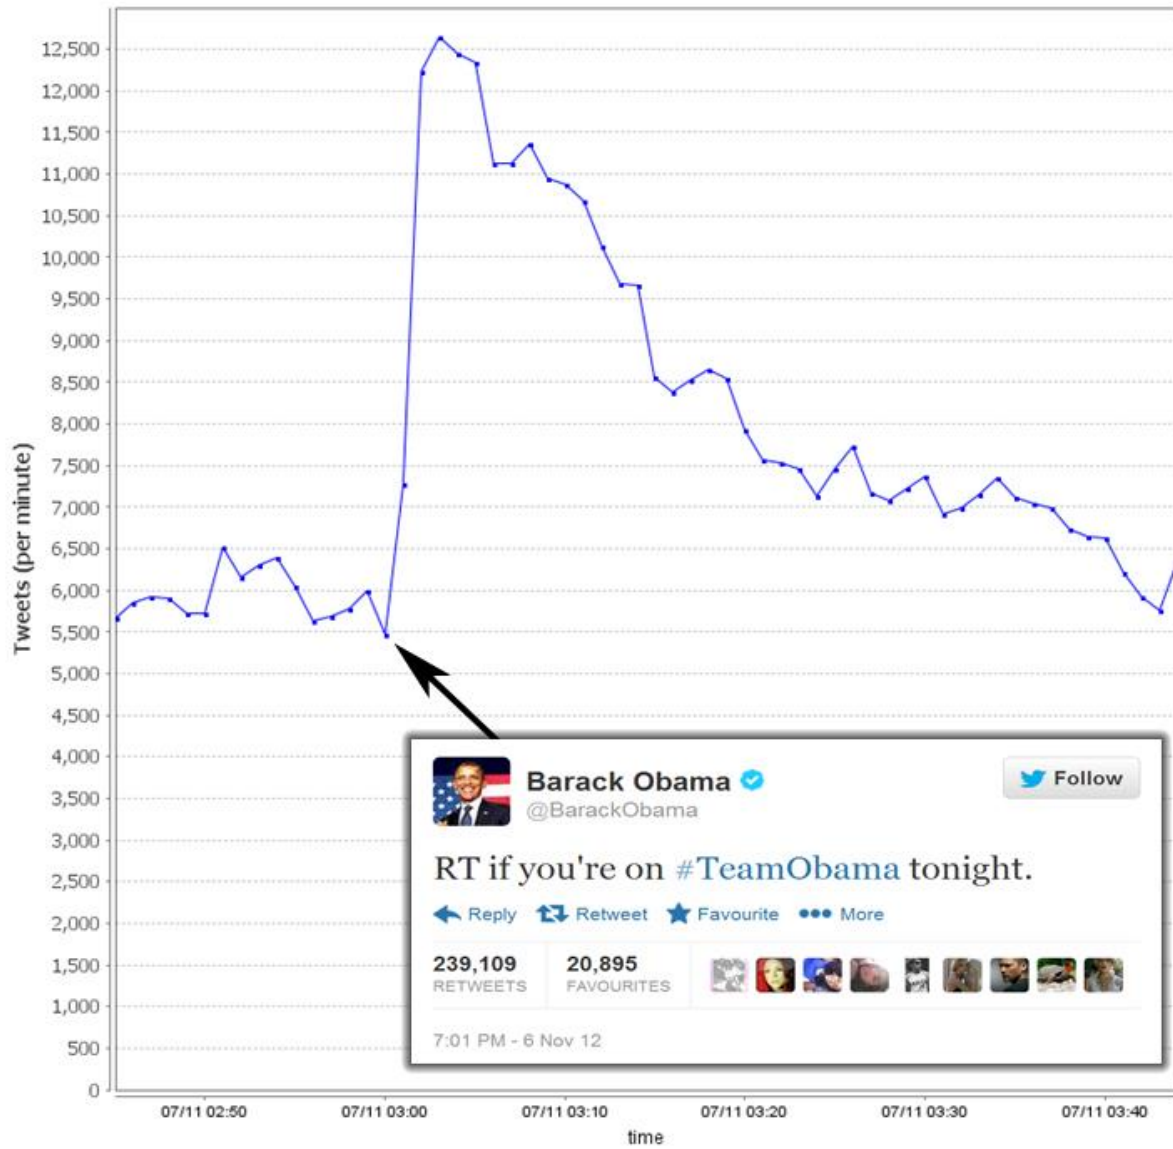 12,500
12,000
11,500
11,000
10,500
10,000
9,500
9,000
8,500
8,000
7,500
7,000
6,500
6,000
5,500
5,000
4,500
4,000
3,500
3,000
2,500
2,000
1,500
1,000
500
0
Tweets (per minute)
Barack Obama
@BarackObama
Follow
RT if you're on #TeamObama tonight.
Reply Retweet Favourite More
239,109 20,895
RETWEETS FAVOURITES
7:01 PM - 6 Nov 12
07/11 02:50 07/11 03:00 07/11 03:10 07/11 03:20 07/11 03:30 07/11 03:40
time